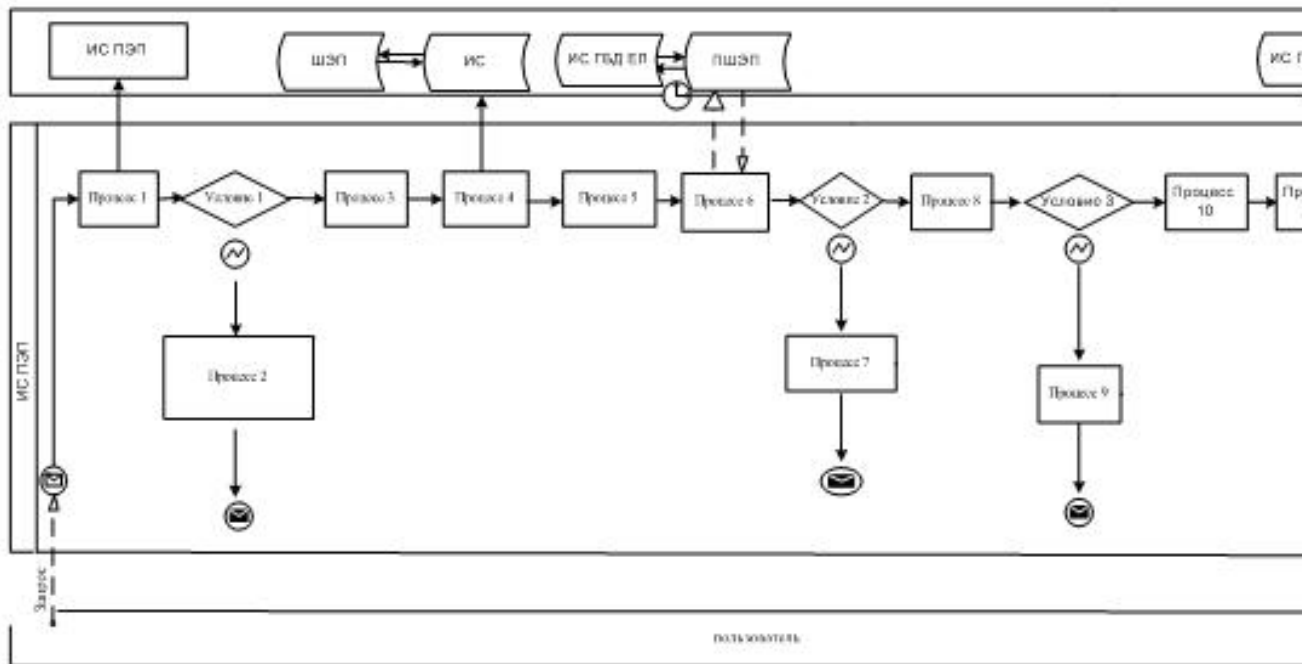 ИС ПЭП
ШЭП
ИС
ИС ГБД ЕЛ
ПШЭП
ИС Г
Процесс 1
Условие 1
Процесс 3
Процесс 4
Процесс 5
Процесс 6
Условие 2
Процесс 8
Условие 3
Процесс
10
Пр
Процесс 2
Процесс 7
Процесс 9
ИС ПЭП
Запрос
пользователь